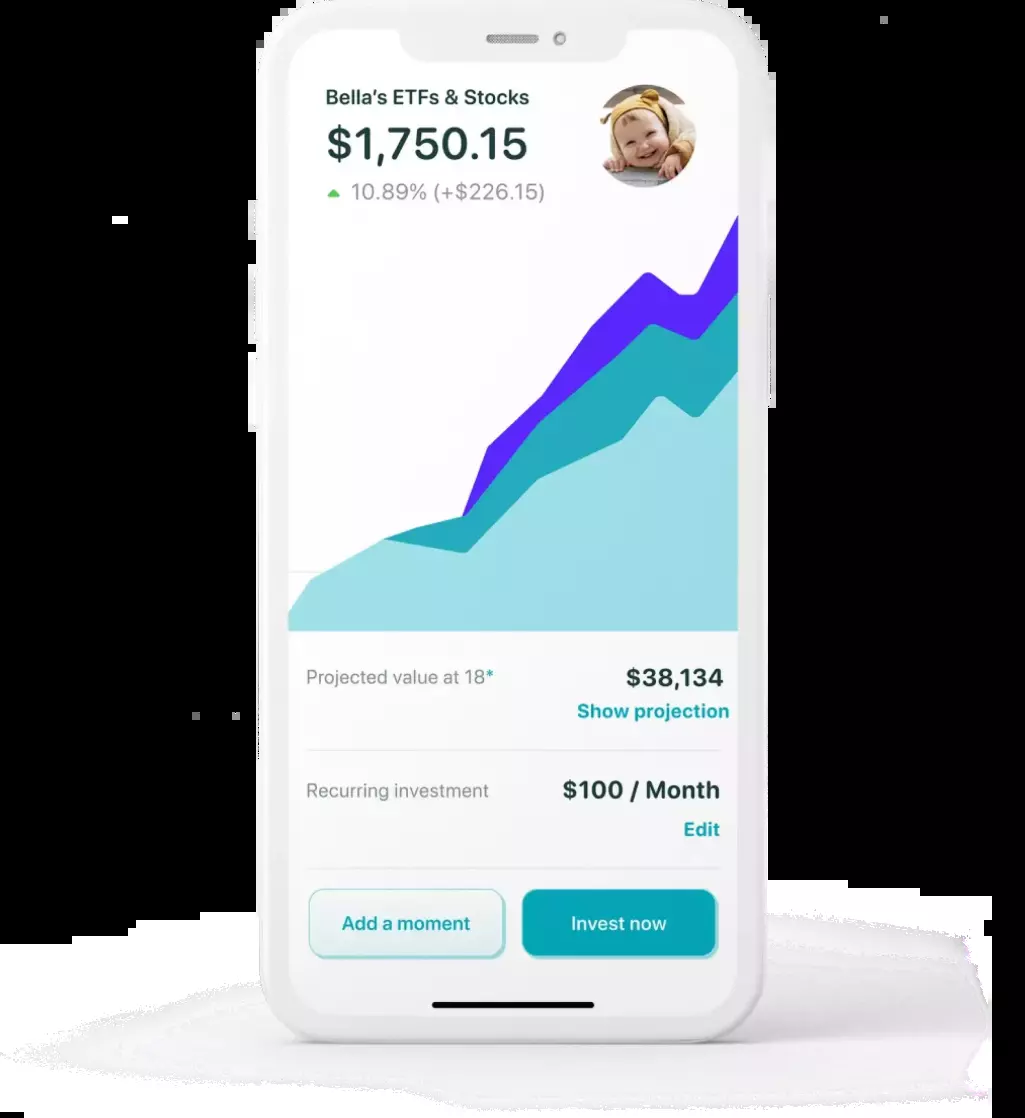 Bella's ETFs & Stocks
$1,750.15
10.89% (+$226.15)
Projected value at 18*
$38,134
Show projection
Recurring investment
$100 / Month
Edit
Add a moment
Invest now